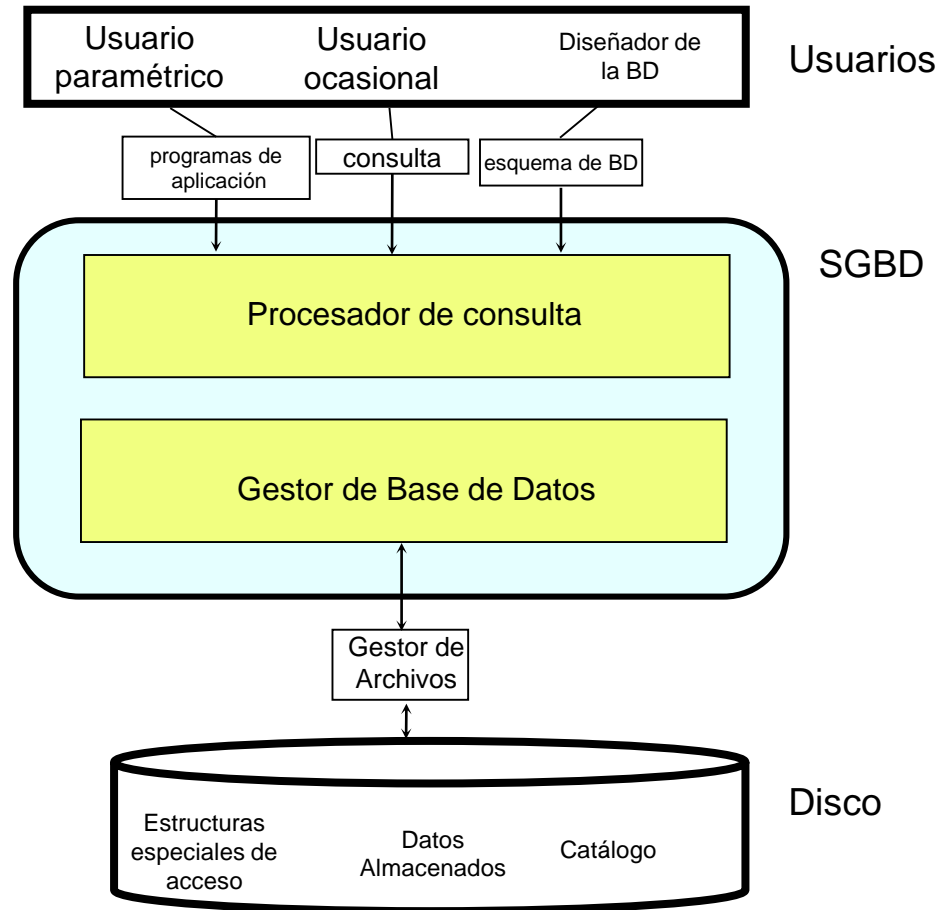 Usuario
paramétrico
Usuario
ocasional
Diseñador de
la BD
Usuarios
programas de
aplicación
consulta
esquema de BD
SGBD
Procesador de consulta
Gestor de Base de Datos
Gestor de
Archivos
Disco
Estructuras
especiales de
acceso
Datos
Almacenados
Catálogo